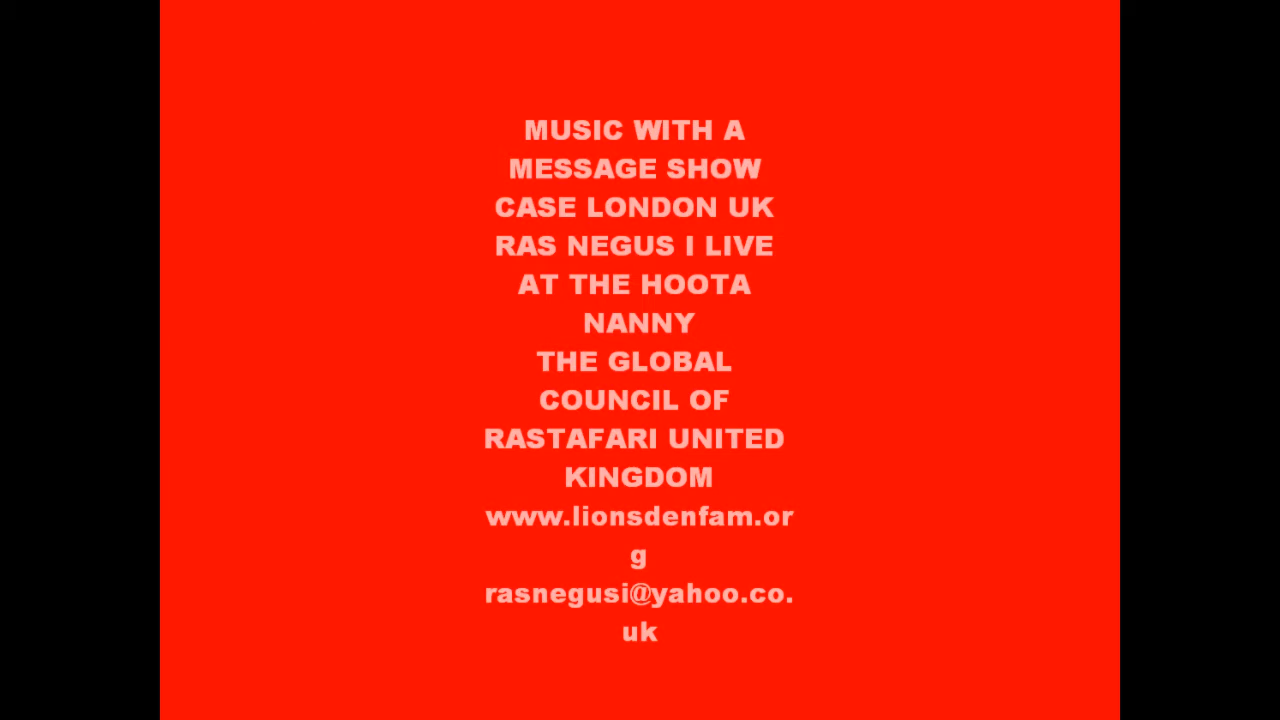 MUSIC WITH A
MESSAGE SHOW
CASE LONDON UK
RAS NEGUS I LIVE
AT THE HOOTA
NANNY
THE GLOBAL
COUNCIL OF
RASTAFARI UNITED
KINGDOM
www.lionsdenfam.or
g
rasnegusi@yahoo.co.
uk